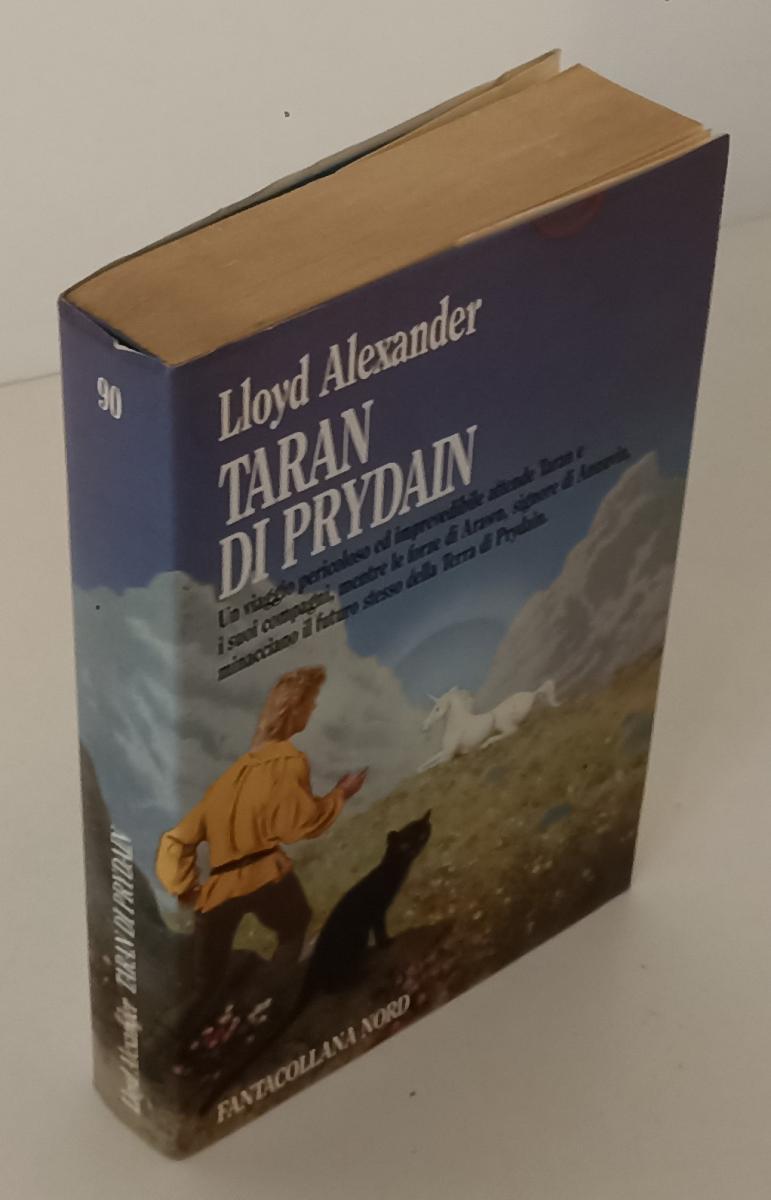 90
Lloyd Alexander
TARAN
DI PRYDAIN
Un viaggio pericoloso ed imprevedibile attende Taran e
i suoi compagni, mentre le forze di Arawn, signore di Annuvin,
minacciano il futuro stesso della Terra di Prydain.
FANTACOLLANA NORD
Lloyd Alexander TARAN DI PRYDAIN